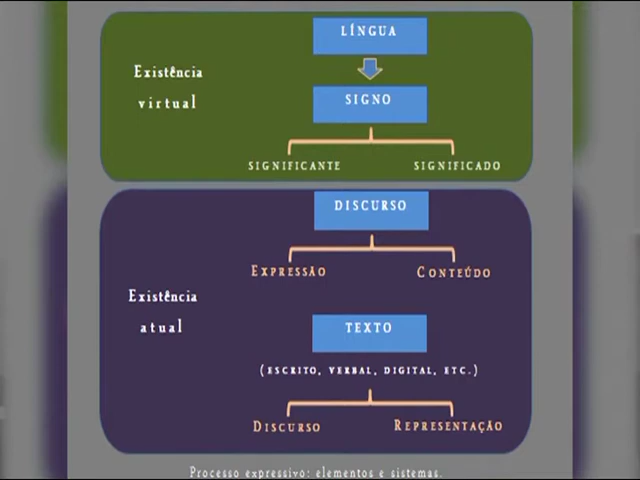 LÍNGUA
Existência
virtual
SIGNO
SIGNIFICANTE
SIGNIFICADO
DISCURSO
EXPRESSÃO
CONTEÚDO
Existência
atual
TEXTO
(ESCRITO, VERBAL, DIGITAL, ETC.)
DISCURSO
REPRESENTAÇÃO
Processo expressivo: elementos e sistemas.